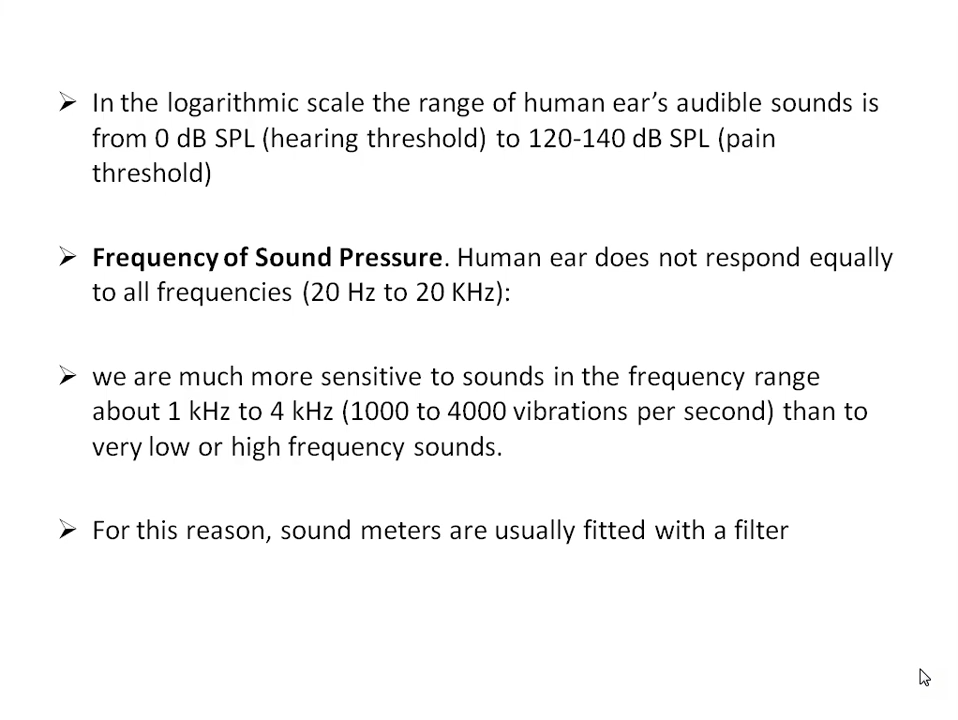 ➢ In the logarithmic scale the range of human ear's audible sounds is
from 0 dB SPL (hearing threshold) to 120-140 dB SPL (pain
threshold)
➢ Frequency of Sound Pressure. Human ear does not respond equally
to all frequencies (20 Hz to 20 KHz):
➢ we are much more sensitive to sounds in the frequency range
about 1 kHz to 4 kHz (1000 to 4000 vibrations per second) than to
very low or high frequency sounds.
➢ For this reason, sound meters are usually fitted with a filter